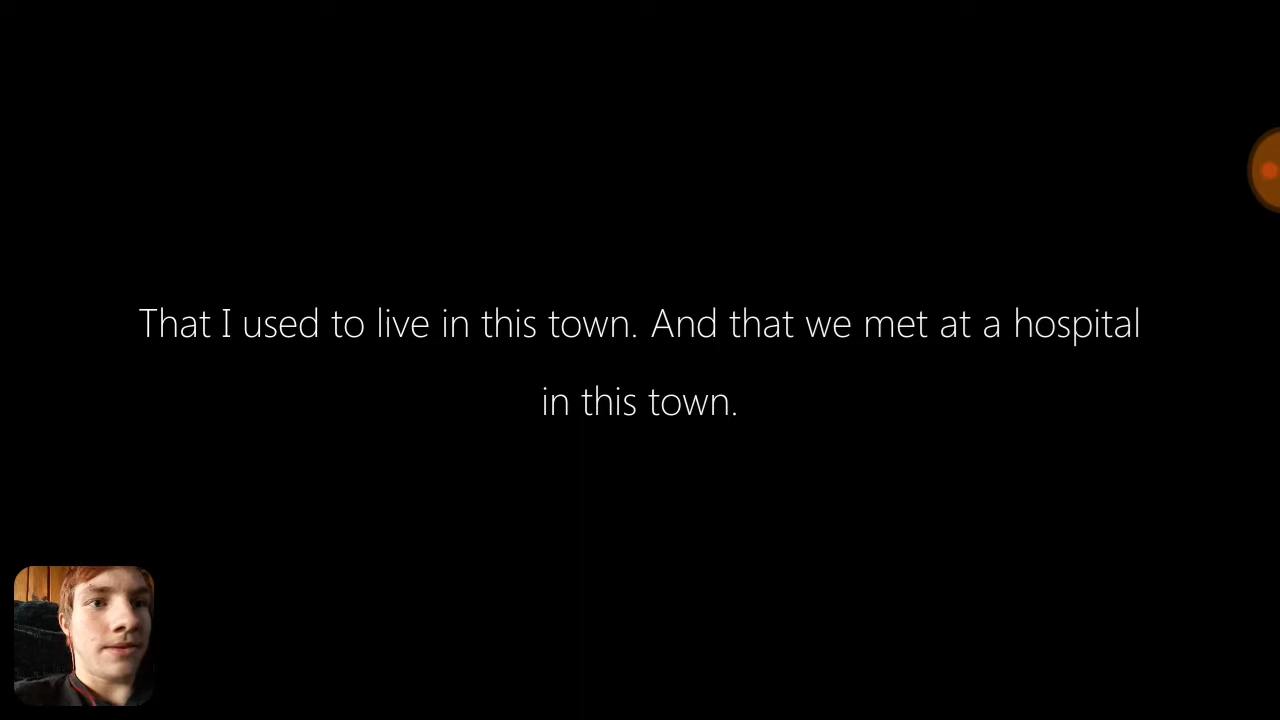 That I used to live in this town. And that we met at a hospital
in this town.